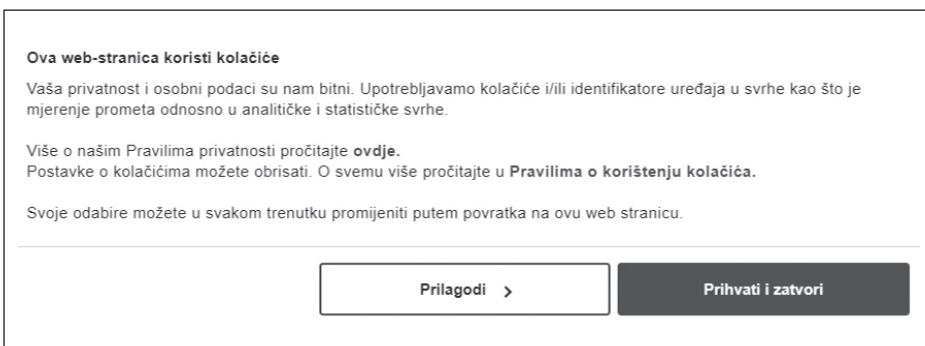 Ova web-stranica koristi kolačiće
Vaša privatnost i osobni podaci su nam bitni. Upotrebljavamo kolačiće i/ili identifikatore uređaja u svrhe kao što je
mjerenje prometa odnosno u analitičke i statističke svrhe.
Više o našim Pravilima privatnosti pročitajte ovdje.
Postavke o kolačićima možete obrisati. O svemu više pročitajte u Pravilima o korištenju kolačića.
Svoje odabire možete u svakom trenutku promijeniti putem povratka na ovu web stranicu.
Prilagodi >
Prihvati i zatvori